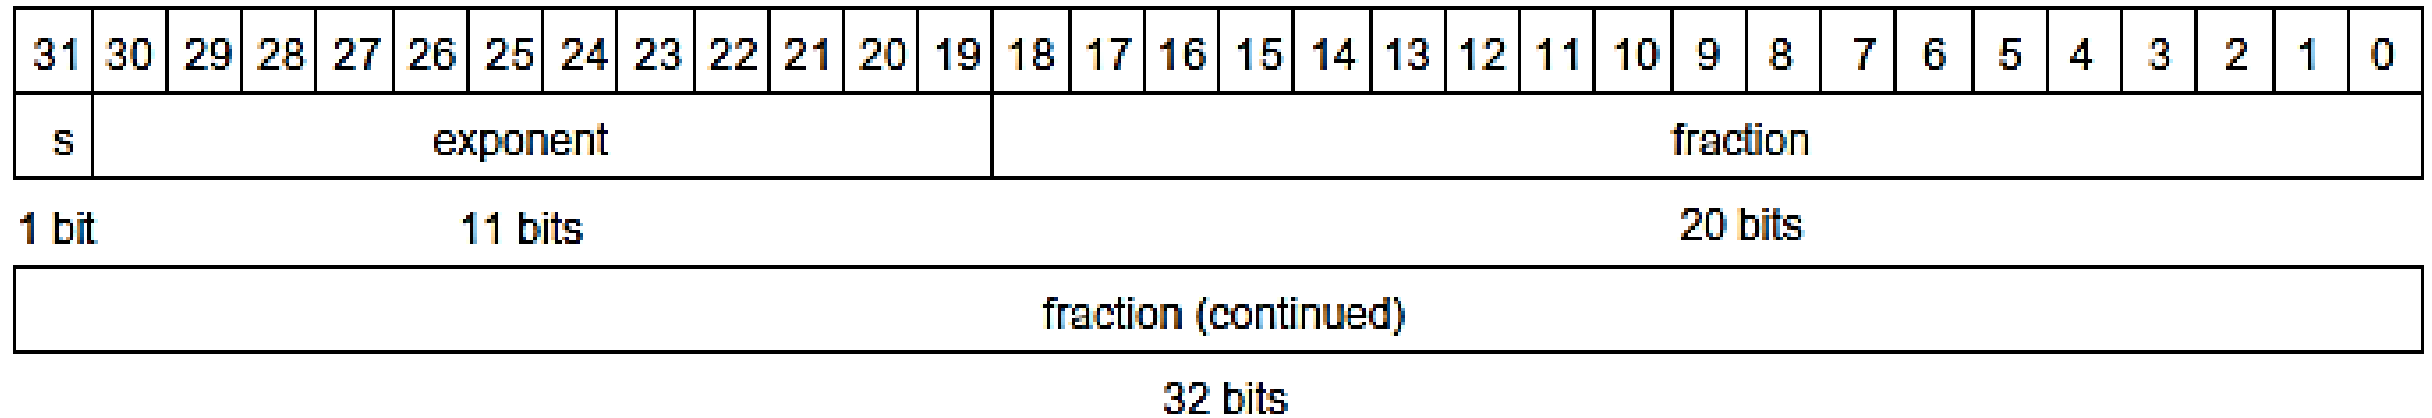 31 30 29 28 27 26 25 24 23 22 21 20 19 18 17 16 15 14 13 12 11 10 9 8 7 6 5 4 3 2 1 0
s exponent fraction
1 bit 11 bits 20 bits
fraction (continued)
32 bits